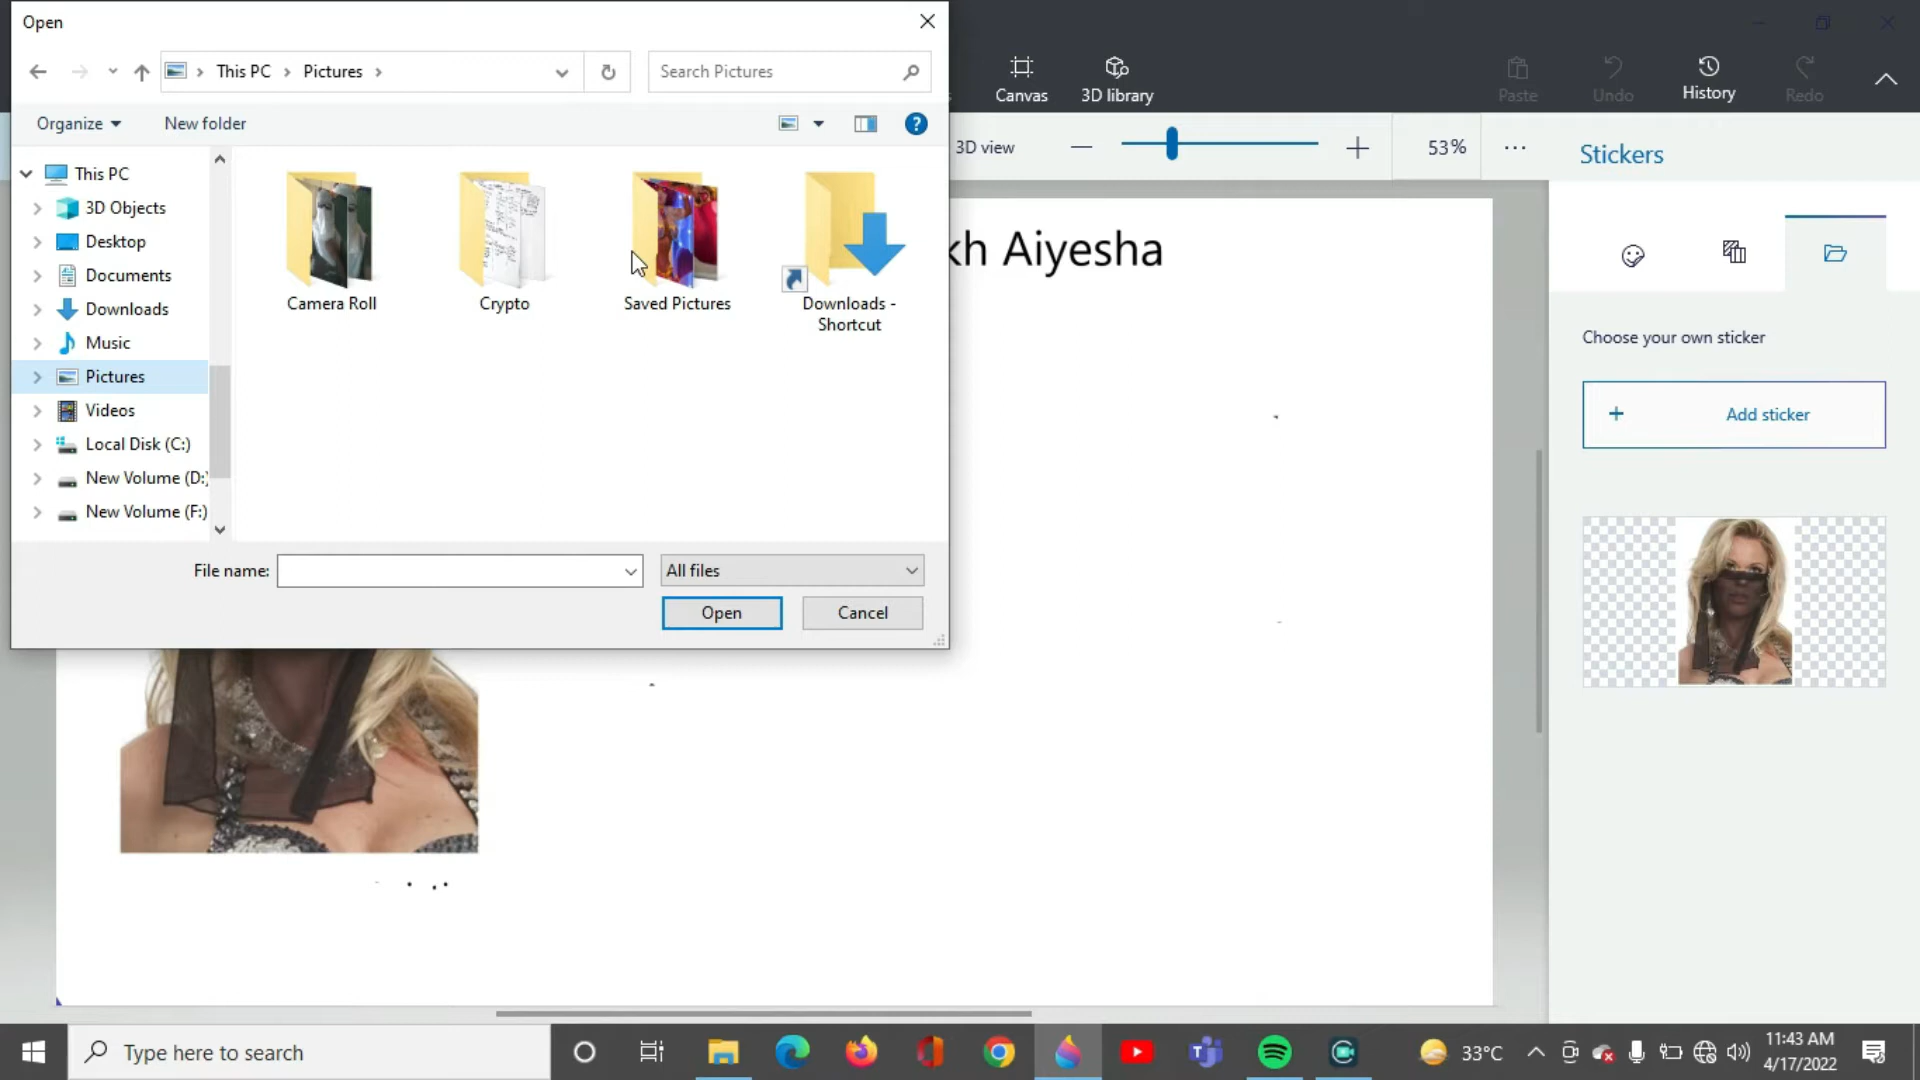 Open
This PC
Pictures
Search Pictures
Organize
New folder
This PC
3D Objects
Desktop
Documents
Downloads
Music
Pictures
Videos
Local Disk (C:)
New Volume (D:)
New Volume (F:)
Camera Roll
Crypto
Saved Pictures
Downloads -
Shortcut
File name:
All files
Open
Cancel
Canvas
3D library
Paste
Undo
History
Redo
3D view
53%
Stickers
Choose your own sticker
Add sticker
kh Aiyesha
Type here to search
33°C
11:43 AM
4/17/2022